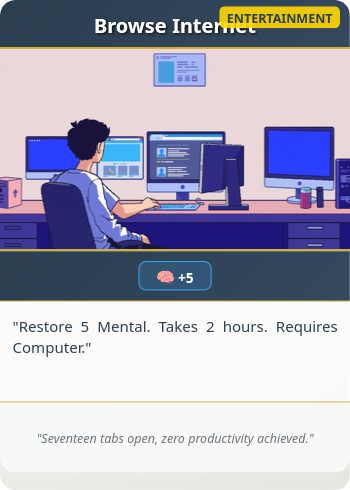 Browse Internet
ENTERTAINMENT
🧠 +5
"Restore 5 Mental. Takes 2 hours. Requires
Computer."
"Seventeen tabs open, zero productivity achieved."